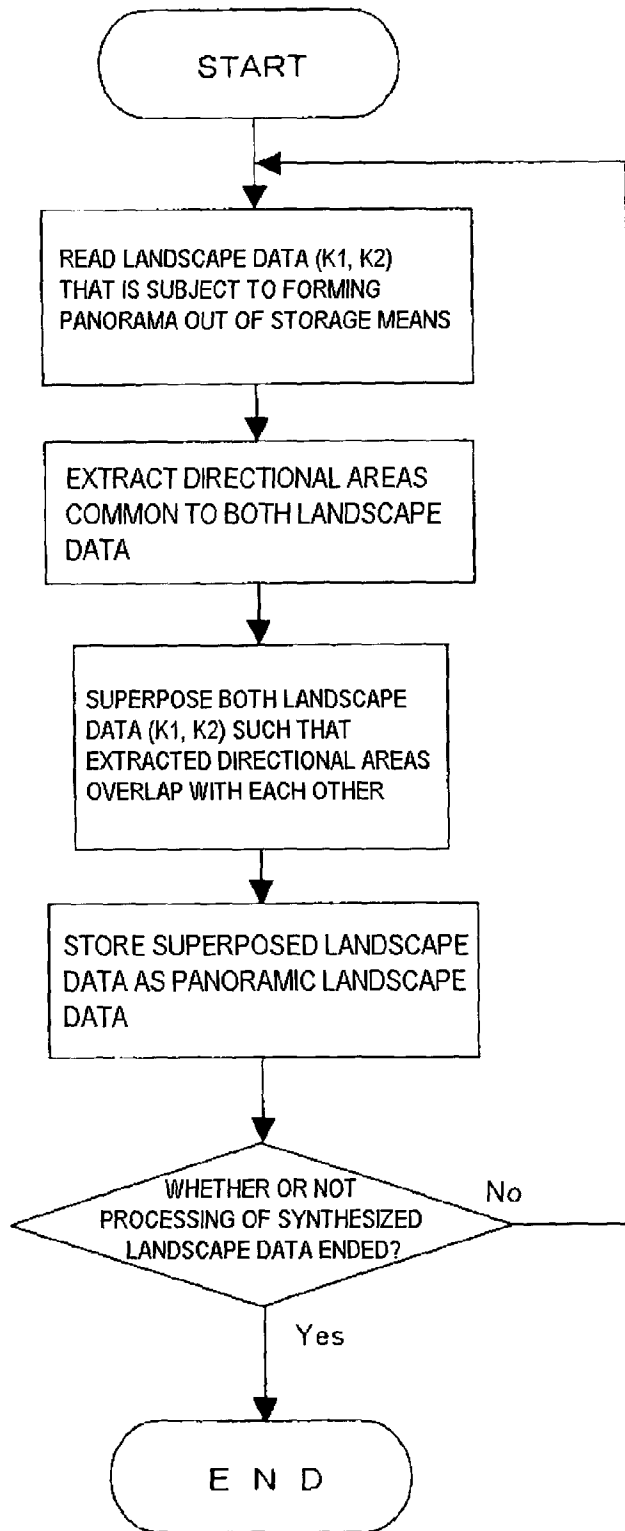 START
READ LANDSCAPE DATA (K1, K2)
THAT IS SUBJECT TO FORMING
PANORAMA OUT OF STORAGE MEANS
EXTRACT DIRECTIONAL AREAS
COMMON TO BOTH LANDSCAPE
DATA
SUPERPOSE BOTH LANDSCAPE
DATA (K1, K2) SUCH THAT
EXTRACTED DIRECTIONAL AREAS
OVERLAP WITH EACH OTHER
STORE SUPERPOSED LANDSCAPE
DATA AS PANORAMIC LANDSCAPE
DATA
WHETHER OR NOT
PROCESSING OF SYNTHESIZED
LANDSCAPE DATA ENDED?
No
Yes
E N D